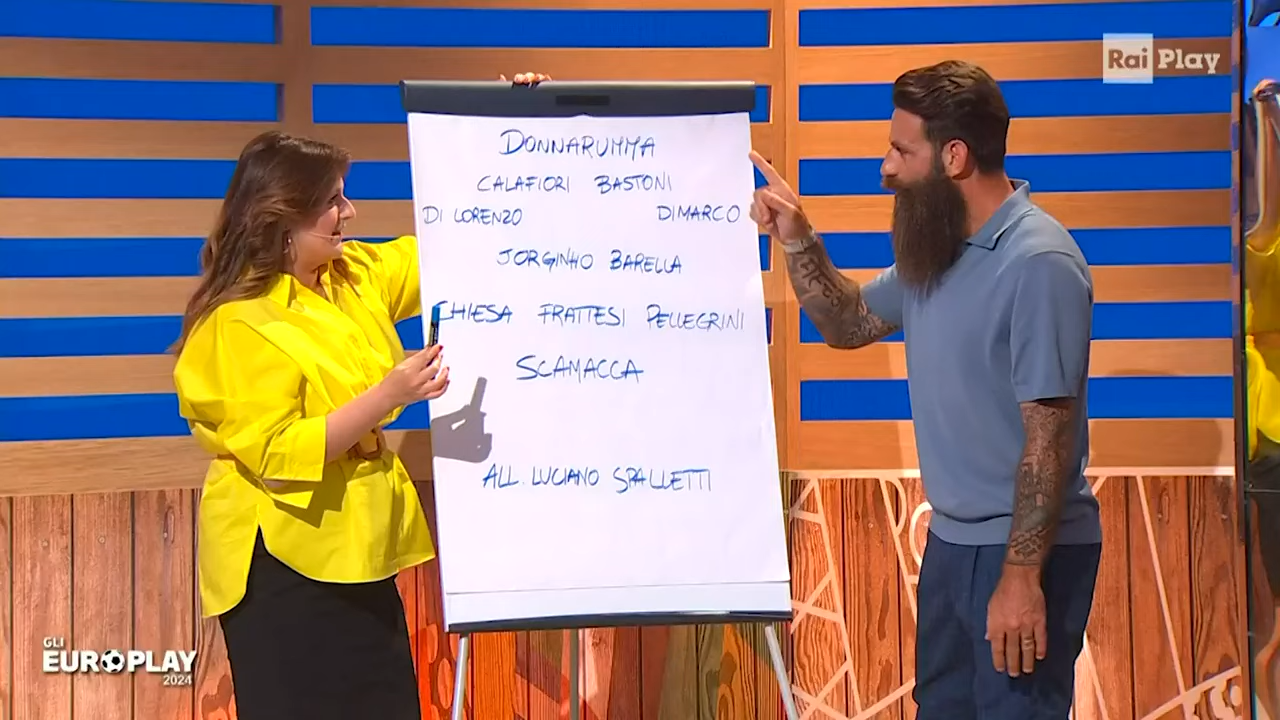 Rai Play
DONNARUMMA
CALAFIORI BASTONI
DI LORENZO DIMARCO
JORGINHO BARELLA
CHIESA FRATTESI PELLEGRINI
SCAMACCA
ALL. LUCIANO SPALLETTI
GLI
EUROPLAY
2024